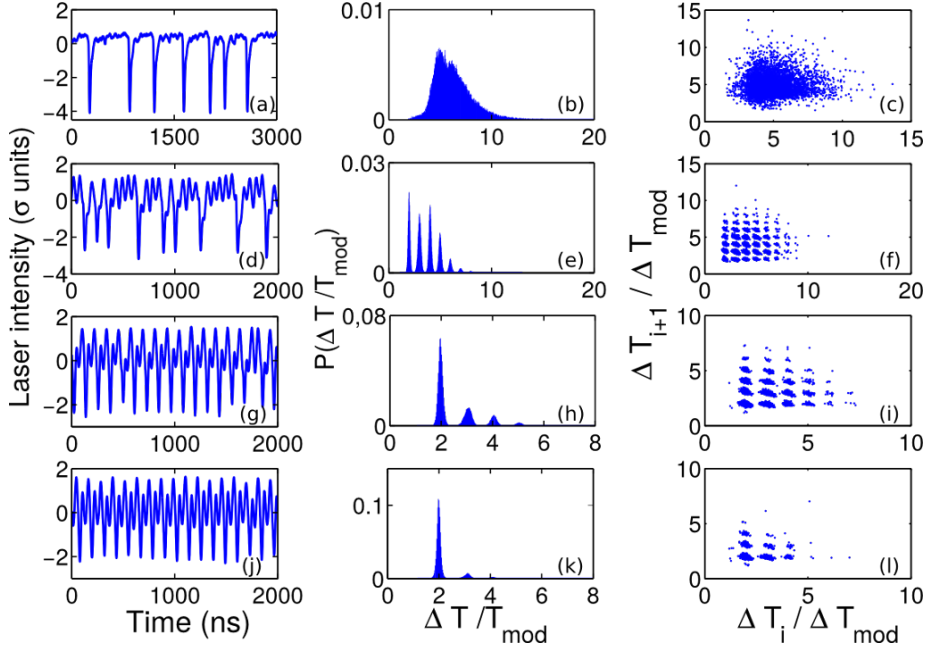 2
0
−2
−4
0 1500 3000
(a)
0.01
0
0 10 20
(b)
15
10
5
0
0 5 10 15
(c)
2
0
−2
−4
0 1000 2000
(d)
0.03
0
0 10 20
(e)
15
10
5
0
0 10 20
(f)
2
0
−2
0 1000 2000
(g)
0,08
0
0 2 4 6 8
(h)
10
5
0
0 5 10
(i)
2
0
−2
0 1000 2000
(j)
0.1
0
0 2 4 6 8
(k)
10
5
0
0 5 10
(l)
Laser intensity (σ units)
Time (ns)
P(Δ T /T_mod)
Δ T /T_mod
Δ T_i+1 / Δ T_mod
Δ T_i / Δ T_mod